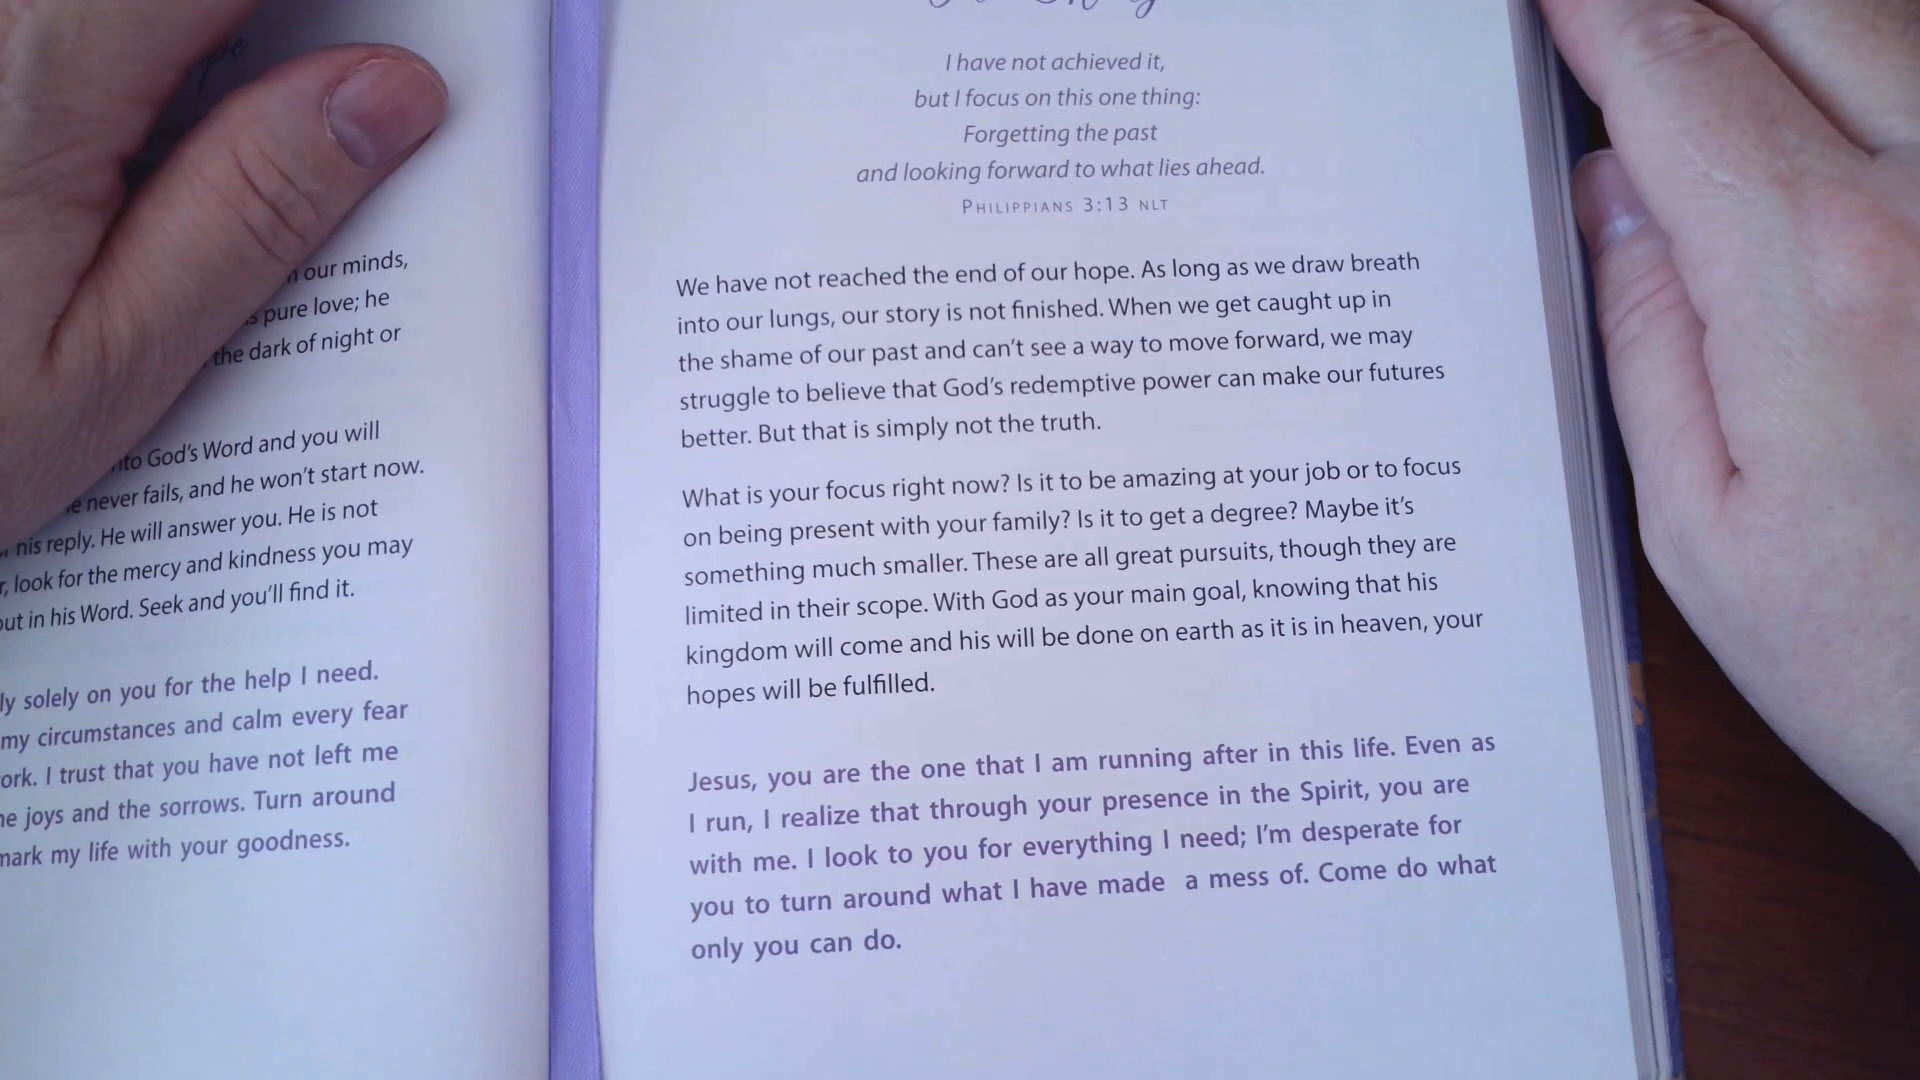 our minds,
pure love; he
the dark of night or
God's Word and you will
never fails, and he won't start now.
his reply. He will answer you. He is not
look for the mercy and kindness you may
in his Word. Seek and you'll find it.
solely on you for the help I need.
my circumstances and calm every fear
I trust that you have not left me
joys and the sorrows. Turn around
my life with your goodness.
I have not achieved it,
but I focus on this one thing:
Forgetting the past
and looking forward to what lies ahead.
PHILIPPIANS 3:13 NLT
We have not reached the end of our hope. As long as we draw breath
into our lungs, our story is not finished. When we get caught up in
the shame of our past and can't see a way to move forward, we may
struggle to believe that God's redemptive power can make our futures
better. But that is simply not the truth.
What is your focus right now? Is it to be amazing at your job or to focus
on being present with your family? Is it to get a degree? Maybe it's
something much smaller. These are all great pursuits, though they are
limited in their scope. With God as your main goal, knowing that his
kingdom will come and his will be done on earth as it is in heaven, your
hopes will be fulfilled.
Jesus, you are the one that I am running after in this life. Even as
I run, I realize that through your presence in the Spirit, you are
with me. I look to you for everything I need; I'm desperate for
you to turn around what I have made a mess of. Come do what
only you can do.